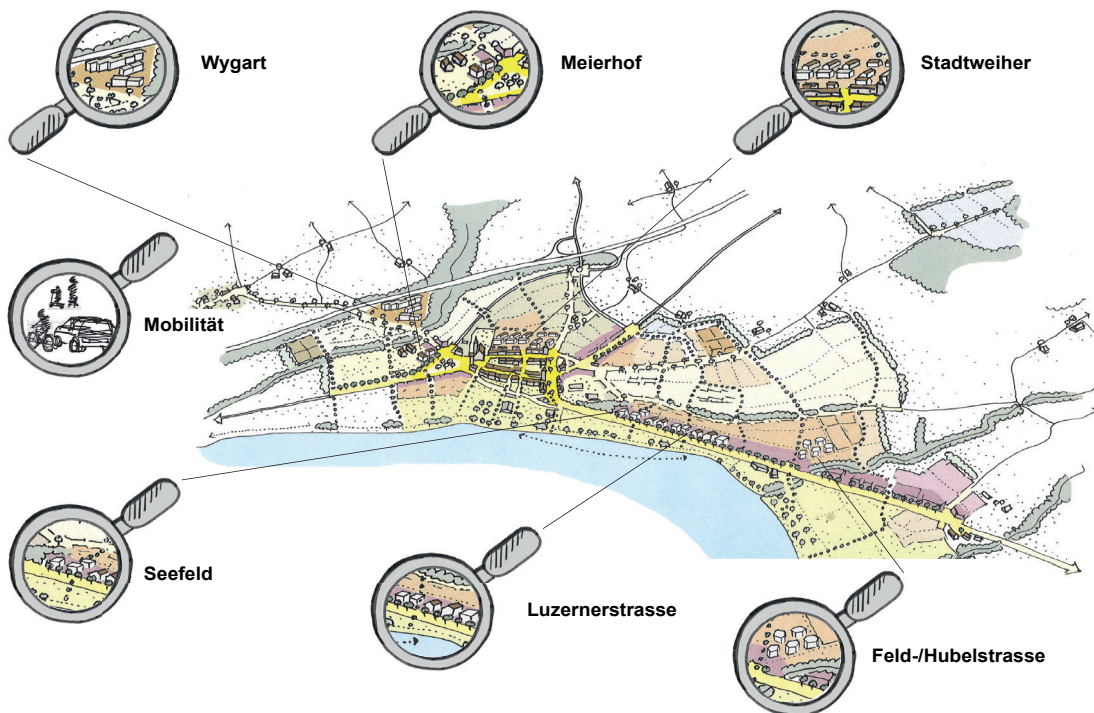 Wygart
Meierhof
Stadtweiher
Mobilität
Seefeld
Luzernerstrasse
Feld-/Hubelstrasse